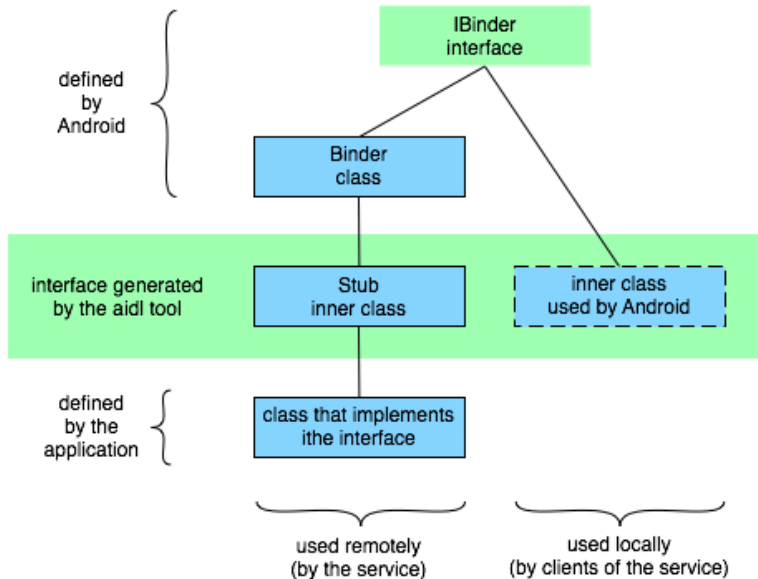 IBinder
interface
defined
by
Android
Binder
class
interface generated
by the aidl tool
Stub
inner class
inner class
used by Android
defined
by the
application
class that implements
ithe interface
used remotely
(by the service)
used locally
(by clients of the service)